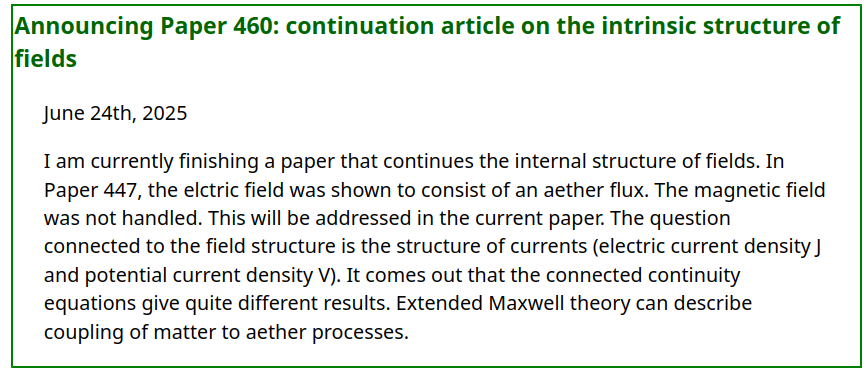 Announcing Paper 460: continuation article on the intrinsic structure of
fields
June 24th, 2025
I am currently finishing a paper that continues the internal structure of fields. In
Paper 447, the elctric field was shown to consist of an aether flux. The magnetic field
was not handled. This will be addressed in the current paper. The question
connected to the field structure is the structure of currents (electric current density J
and potential current density V). It comes out that the connected continuity
equations give quite different results. Extended Maxwell theory can describe
coupling of matter to aether processes.